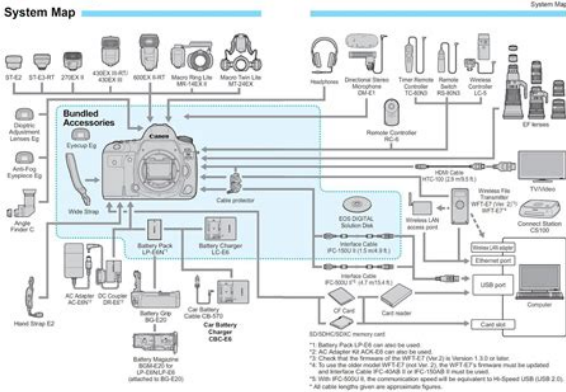 System Map
System Map
ST-E2
ST-E3-RT
270EX II
430EX III-RT/
430EX III
600EX II-RT
Macro Ring Lite
MR-14EX II
Macro Twin Lite
MT-24EX
Headphones
Directional Stereo
Microphone
DM-E1
Timer Remote
Controller
TC-80N3
Remote
Switch
RS-80N3
Wireless
Controller
LC-5
Bundled
Accessories
Canon
Dioptric
Adjustment
Lenses Eg
Eyecup Eg
Remote Controller
RC-6
EF lenses
Anti-Fog
Eyepiece Eg
HDMI Cable
HTC-100 (2.9 m/9.5 ft.)
TV/Video
Angle
Finder C
Wide Strap
Cable protector
EOS DIGITAL
Solution Disk
Wireless LAN
access point
Wireless File
Transmitter
WFT-E7 (Ver. 2)*3/
WFT-E7*4
Connect Station
CS100
Interface Cable
IFC-150U II (1.5 m/4.9 ft.)
Wireless LAN adapter
Ethernet port
Battery Pack
LP-E6N*1
Battery Charger
LC-E6
Interface Cable
IFC-500U II*5 (4.7 m/15.4 ft.)
USB port
Computer
Hand Strap E2
AC Adapter
AC-E6N*2
DC Coupler
DR-E6*2
Battery Grip
BG-E20
Car Battery
Cable CB-570
Car Battery
Charger
CBC-E6
CF Card
Card reader
SD/SDHC/SDXC memory card
Card slot
Battery Magazine
BGM-E20 for
LP-E6N/LP-E6
(attached to BG-E20)
*1: Battery Pack LP-E6 can also be used.
*2: AC Adapter Kit ACK-E6 can also be used.
*3: Check that the firmware of the WFT-E7 (Ver.2) is Version 1.3.0 or later.
*4: To use the older model WFT-E7 (not Ver. 2), the WFT-E7's firmware must be updated
and Interface Cable IFC-40AB II or IFC-150AB II must be used.
*5: With IFC-500U II, the communication speed will be equivalent to Hi-Speed USB (USB 2.0).
* All cable lengths given are approximate figures.